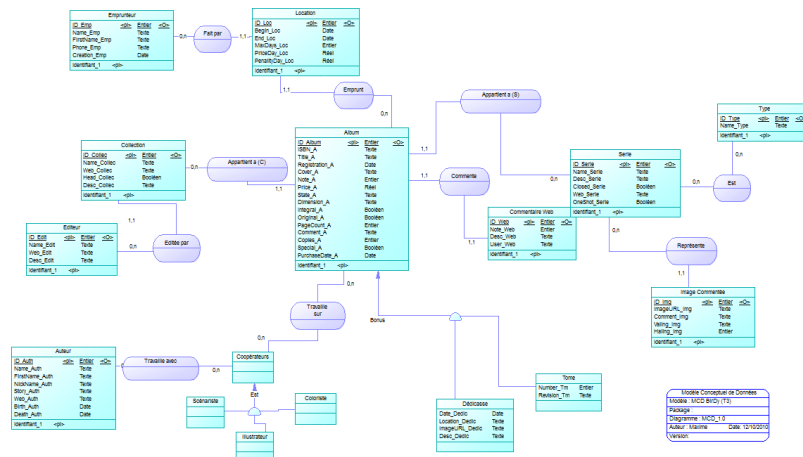 Emprunteur
ID_Emp <pi> Entier <O>
Name_Emp Texte
FirstName_Emp Texte
Phone_Emp Texte
Creation_Emp Date
Identifiant_1 <pi>
0,n
Fait par
1,1
Location
ID_Loc <pi> Entier <O>
Begin_Loc Date
End_Loc Date
MaxDays_Loc Entier
PriceDay_Loc Réel
PenalityDay_Loc Réel
Identifiant_1 <pi>
1,1
Emprunt
0,n
Appartient a (S)
1,1
0,n
Type
ID_Type <pi> Entier <O>
Name_Type Texte
Identifiant_1 <pi>
0,n
Est
0,n
Collection
ID_Collec <pi> Entier <O>
Name_Collec Texte
Web_Collec Texte
Head_Collec Booléen
Desc_Collec Texte
Identifiant_1 <pi>
0,n
Appartient a (C)
1,1
Album
ID_Album <pi> Entier <O>
ISBN_A Texte
Title_A Texte
Registration_A Date
Cover_A Texte
Note_A Entier
Price_A Réel
State_A Texte
Dimension_A Texte
Integral_A Booléen
Original_A Booléen
PageCount_A Entier
Comment_A Texte
Copies_A Entier
Special_A Booléen
PurchaseDate_A Date
Identifiant_1 <pi>
1,1
Commente
1,1
Serie
ID_Serie <pi> Entier <O>
Name_Serie Texte
Desc_Serie Texte
Closed_Serie Booléen
Web_Serie Texte
OneShot_Serie Booléen
Identifiant_1 <pi>
Commentaire Web
ID_Web <pi> Entier <O>
Note_Web Entier
Desc_Web Texte
User_Web Texte
Identifiant_1 <pi>
0,n
Représente
1,1
Image Commentée
ID_Img <pi> Entier <O>
ImageURL_Img Texte
Comment_Img Texte
Identifiant_1 <pi>
1,1
Editée par
0,n
Editeur
ID_Edit <pi> Entier <O>
Name_Edit Texte
Web_Edit Texte
Desc_Edit Texte
Identifiant_1 <pi>
0,n
Travaille
sur
0,n
Bonus
Auteur
ID_Auth <pi> Entier <O>
Name_Auth Texte
FirstName_Auth Texte
NickName_Auth Texte
Story_Auth Texte
Web_Auth Texte
Birth_Auth Date
Death_Auth Date
Identifiant_1 <pi>
Travaille avec
0,n
Coopérateurs
Est
Scénariste
Coloriste
Illustrateur
Dédicasse
Date_Dedic Date
Location_Dedic Texte
ImageURL_Dedic Texte
Desc_Dedic Texte
Tome
Number_Tm Entier
Revision_Tm Texte
Modèle Conceptuel de Données
Modèle : MCD BirDy (T3)
Package :
Diagramme : MCD_1.0
Auteur : Maxime Date: 12/10/2010
Version: